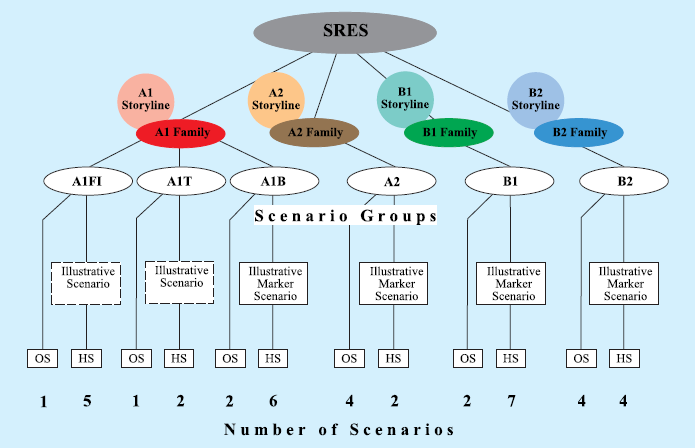 SRES
A1
Storyline
A2
Storyline
B1
Storyline
B2
Storyline
A1 Family
A2 Family
B1 Family
B2 Family
A1FI
A1T
A1B
A2
B1
B2
Scenario Groups
Illustrative
Scenario
Illustrative
Scenario
Illustrative
Marker
Scenario
Illustrative
Marker
Scenario
Illustrative
Marker
Scenario
Illustrative
Marker
Scenario
OS
HS
OS
HS
OS
HS
OS
HS
OS
HS
OS
HS
1
5
1
2
2
6
4
2
2
7
4
4
Number of Scenarios